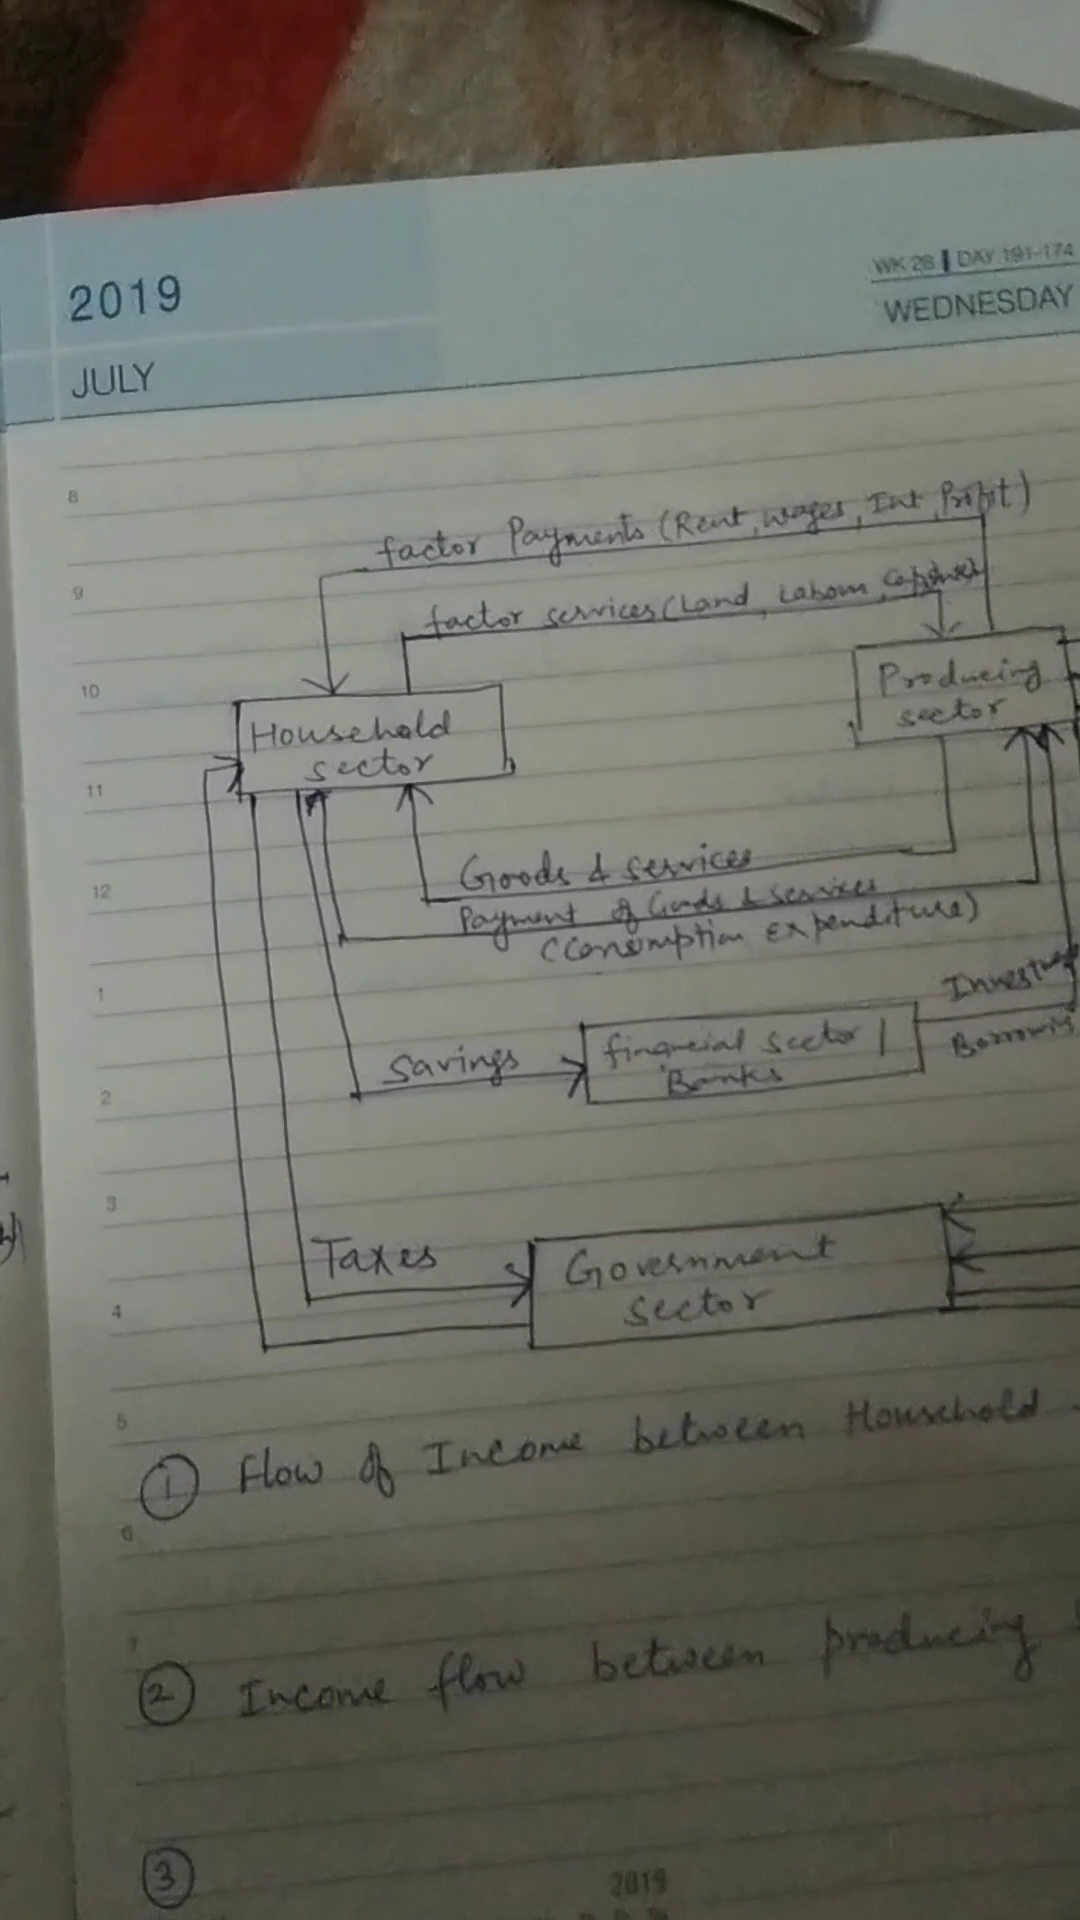 2019
WK 28 | DAY 191-174
WEDNESDAY
JULY
8
factor Payments (Rent, wages, Int, Profit)
9
factor services (Land, Labour,
10
Producing
sector
Household
sector
11
Goods & services
12
Payment of Goods & services
(Consumption Expenditure)
1
financial sector /
Banks
Savings
2
3
Taxes
Government
sector
4
5
① Flow of Income between Household
6
7
② Income flow between producing
③
2019